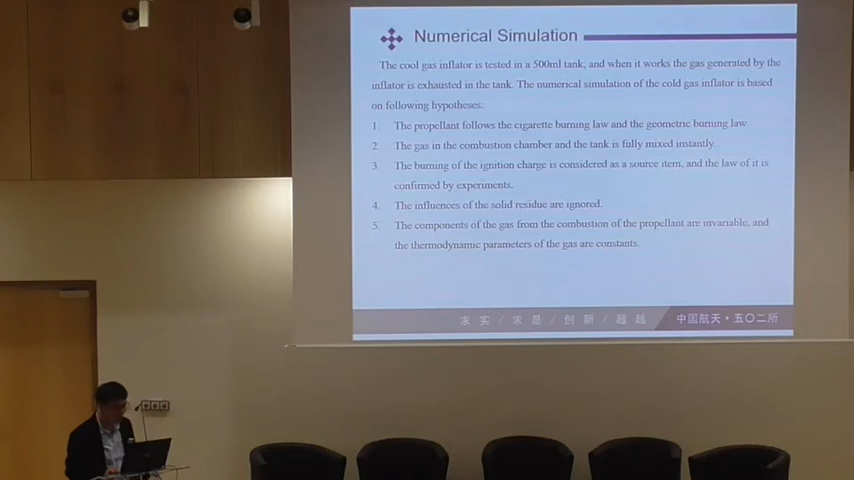 Numerical Simulation
The cool gas inflator is tested in a 500ml tank, and when it works the gas generated by the
inflator is exhausted in the tank. The numerical simulation of the cold gas inflator is based
on following hypotheses:
1. The propellant follows the cigarette burning law and the geometric burning law.
2. The gas in the combustion chamber and the tank is fully mixed instantly.
3. The burning of the ignition charge is considered as a source item, and the law of it is
confirmed by experiments.
4. The influences of the solid residue are ignored.
5. The components of the gas from the combustion of the propellant are invariable, and
the thermodynamic parameters of the gas are constants.
求实 / 求是 / 创新 / 超越 中国航天•五〇二所